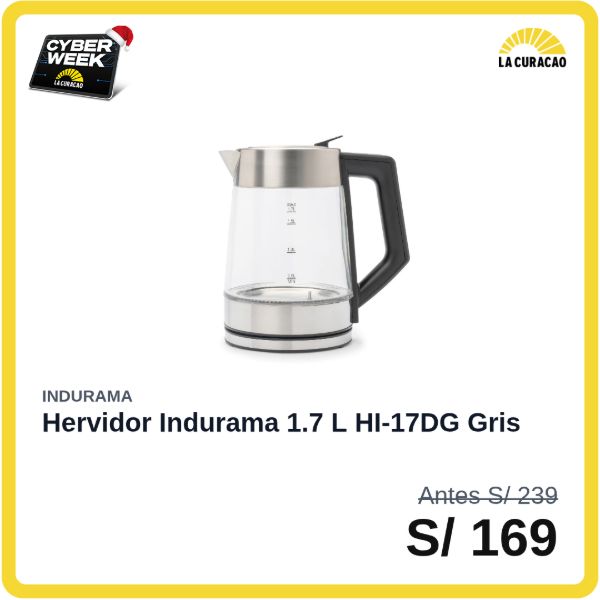 CYBER
WEEK
LA CURACAO
LA CURACAO
INDURAMA
Hervidor Indurama 1.7 L HI-17DG Gris
Antes S/ 239
S/ 169